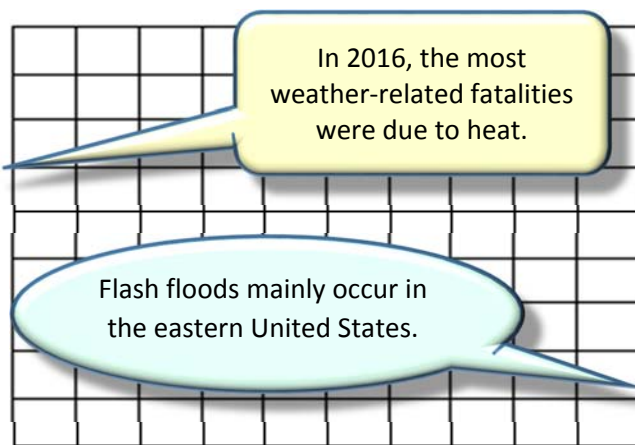 In 2016, the most
weather-related fatalities
were due to heat.
Flash floods mainly occur in
the eastern United States.